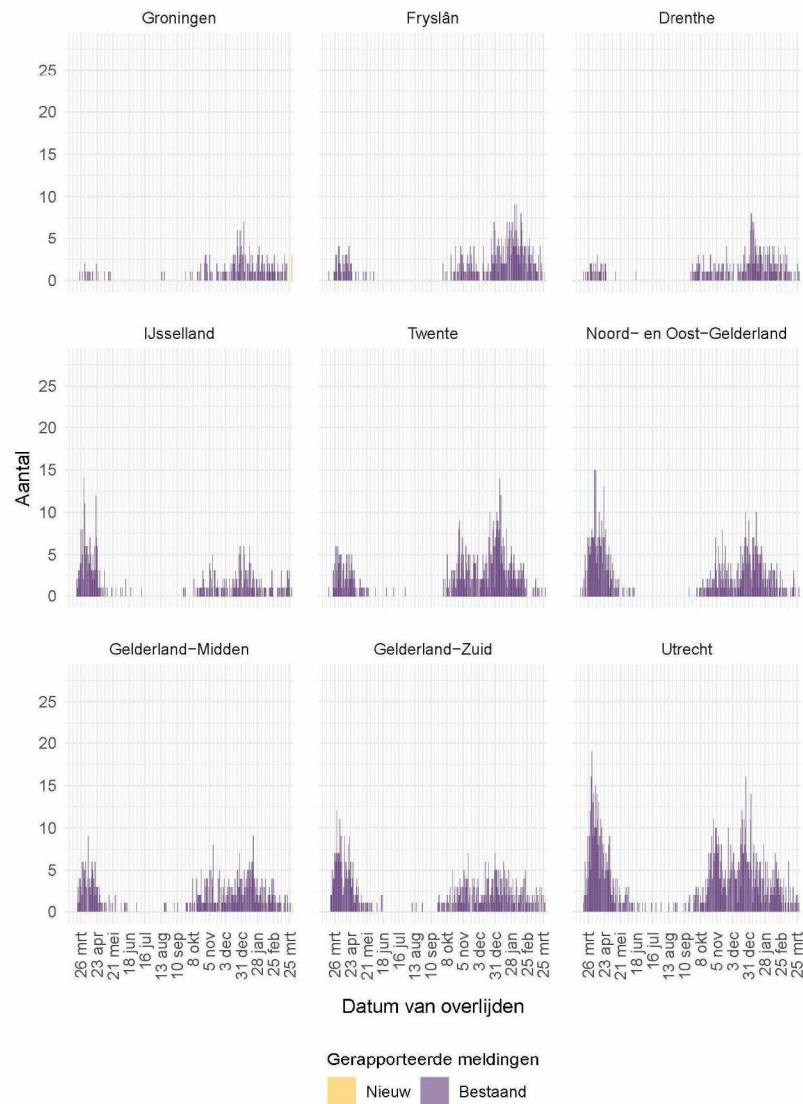 Groningen
Fryslân
Drenthe
25
20
15
10
5
0
IJsselland
Twente
Noord- en Oost-Gelderland
25
20
15
10
5
0
Gelderland-Midden
Gelderland-Zuid
Utrecht
25
20
15
10
5
0
Aantal
26 mrt
23 apr
21 mei
18 jun
16 jul
13 aug
10 sep
8 okt
5 nov
3 dec
31 dec
28 jan
25 feb
25 mrt
26 mrt
23 apr
21 mei
18 jun
16 jul
13 aug
10 sep
8 okt
5 nov
3 dec
31 dec
28 jan
25 feb
25 mrt
26 mrt
23 apr
21 mei
18 jun
16 jul
13 aug
10 sep
8 okt
5 nov
3 dec
31 dec
28 jan
25 feb
25 mrt
Datum van overlijden
Gerapporteerde meldingen
Nieuw Bestaand